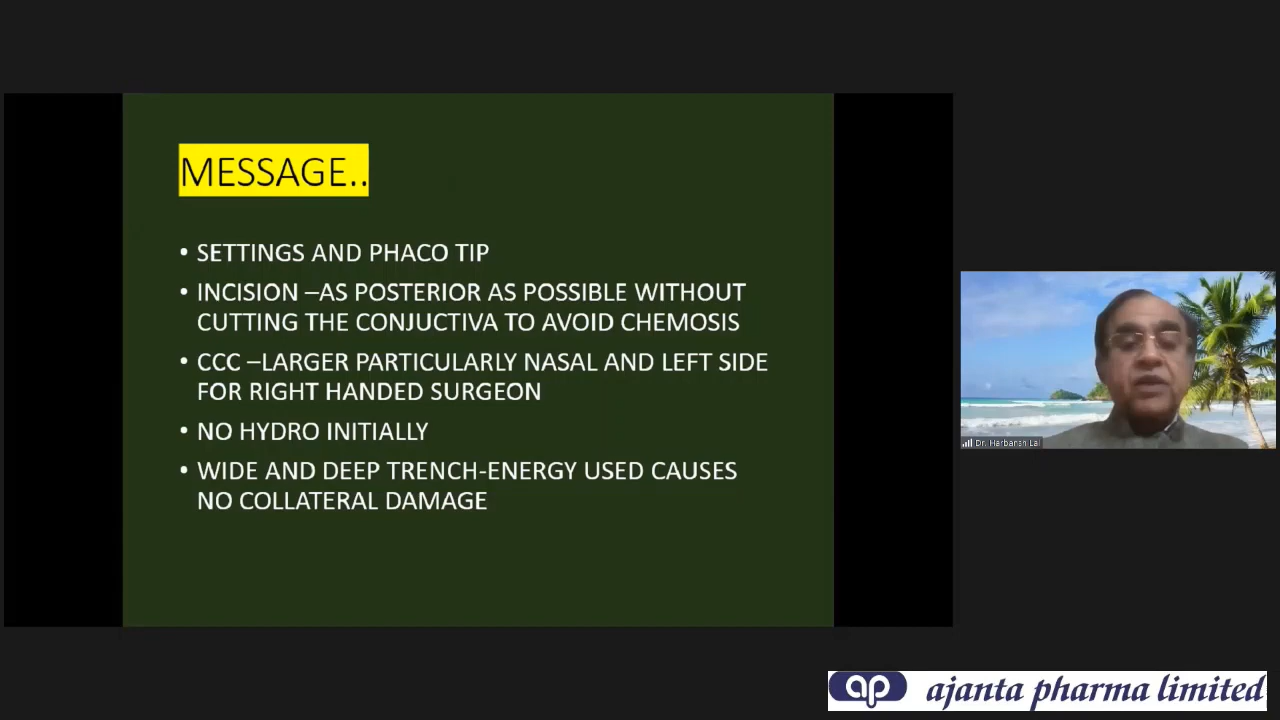 MESSAGE..
• SETTINGS AND PHACO TIP
• INCISION –AS POSTERIOR AS POSSIBLE WITHOUT
CUTTING THE CONJUCTIVA TO AVOID CHEMOSIS
• CCC –LARGER PARTICULARLY NASAL AND LEFT SIDE
FOR RIGHT HANDED SURGEON
• NO HYDRO INITIALLY
• WIDE AND DEEP TRENCH-ENERGY USED CAUSES
NO COLLATERAL DAMAGE
Dr. Harbansh Lal
ap ajanta pharma limited